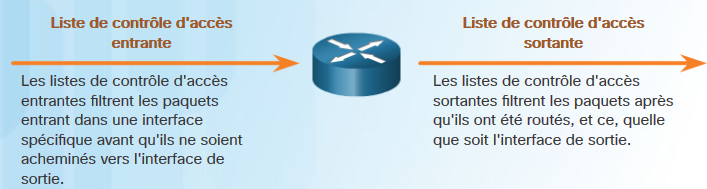 Liste de contrôle d'accès
entrante
Les listes de contrôle d'accès
entrantes filtrent les paquets
entrant dans une interface
spécifique avant qu'ils ne soient
acheminés vers l'interface de
sortie.
Liste de contrôle d'accès
sortante
Les listes de contrôle d'accès
sortantes filtrent les paquets après
qu'ils ont été routés, et ce, quelle
que soit l'interface de sortie.